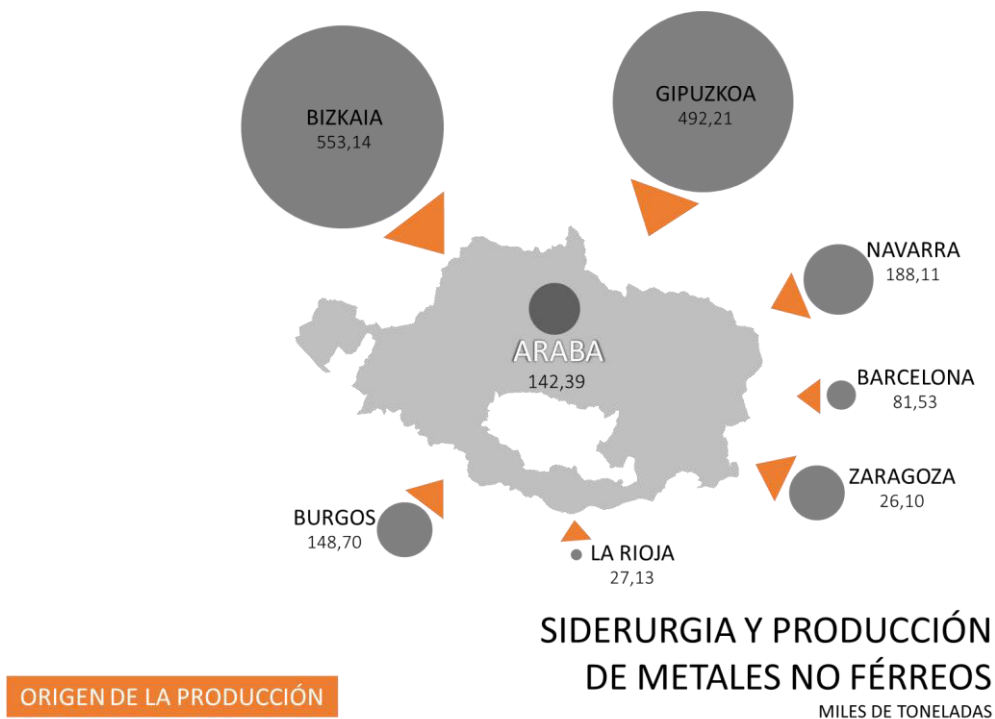 BIZKAIA
553,14
GIPUZKOA
492,21
NAVARRA
188,11
ARABA
142,39
BARCELONA
81,53
ZARAGOZA
26,10
BURGOS
148,70
LA RIOJA
27,13
SIDERURGIA Y PRODUCCIÓN
DE METALES NO FÉRREOS
MILES DE TONELADAS
ORIGEN DE LA PRODUCCIÓN